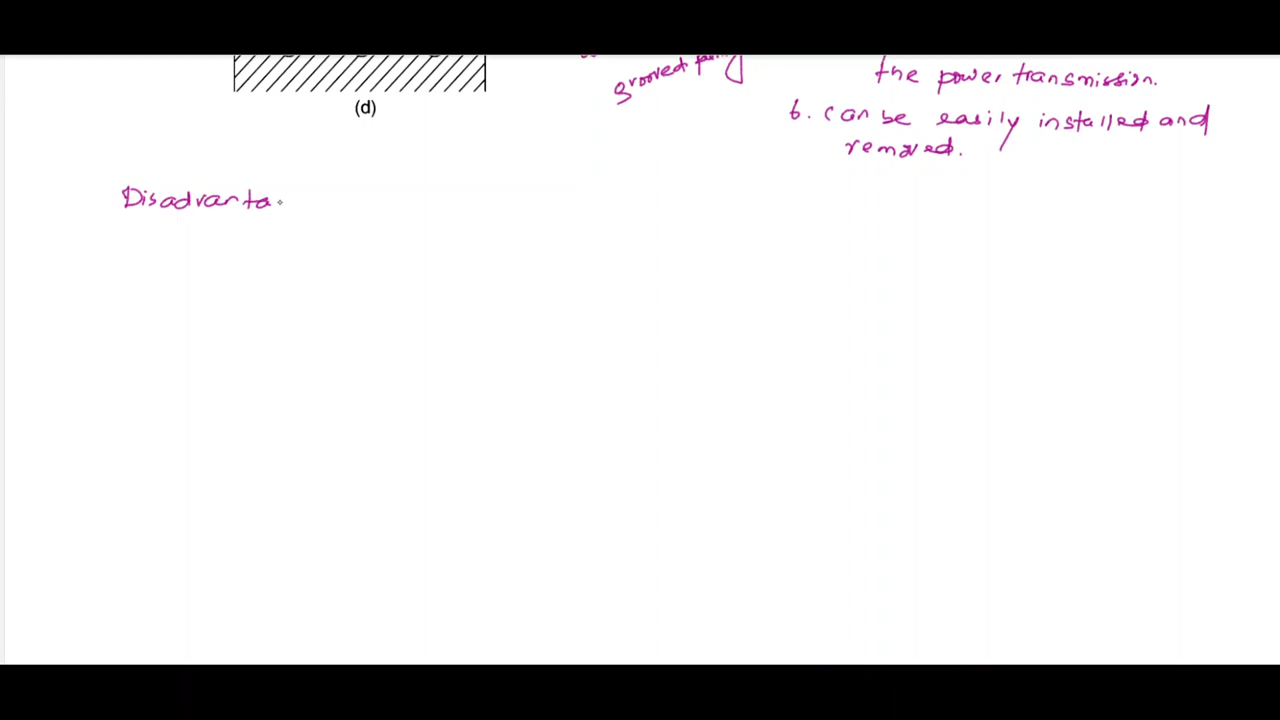 grooved
the power transmission.
(d)
6. can be easily installed and
removed.
Disadvanta